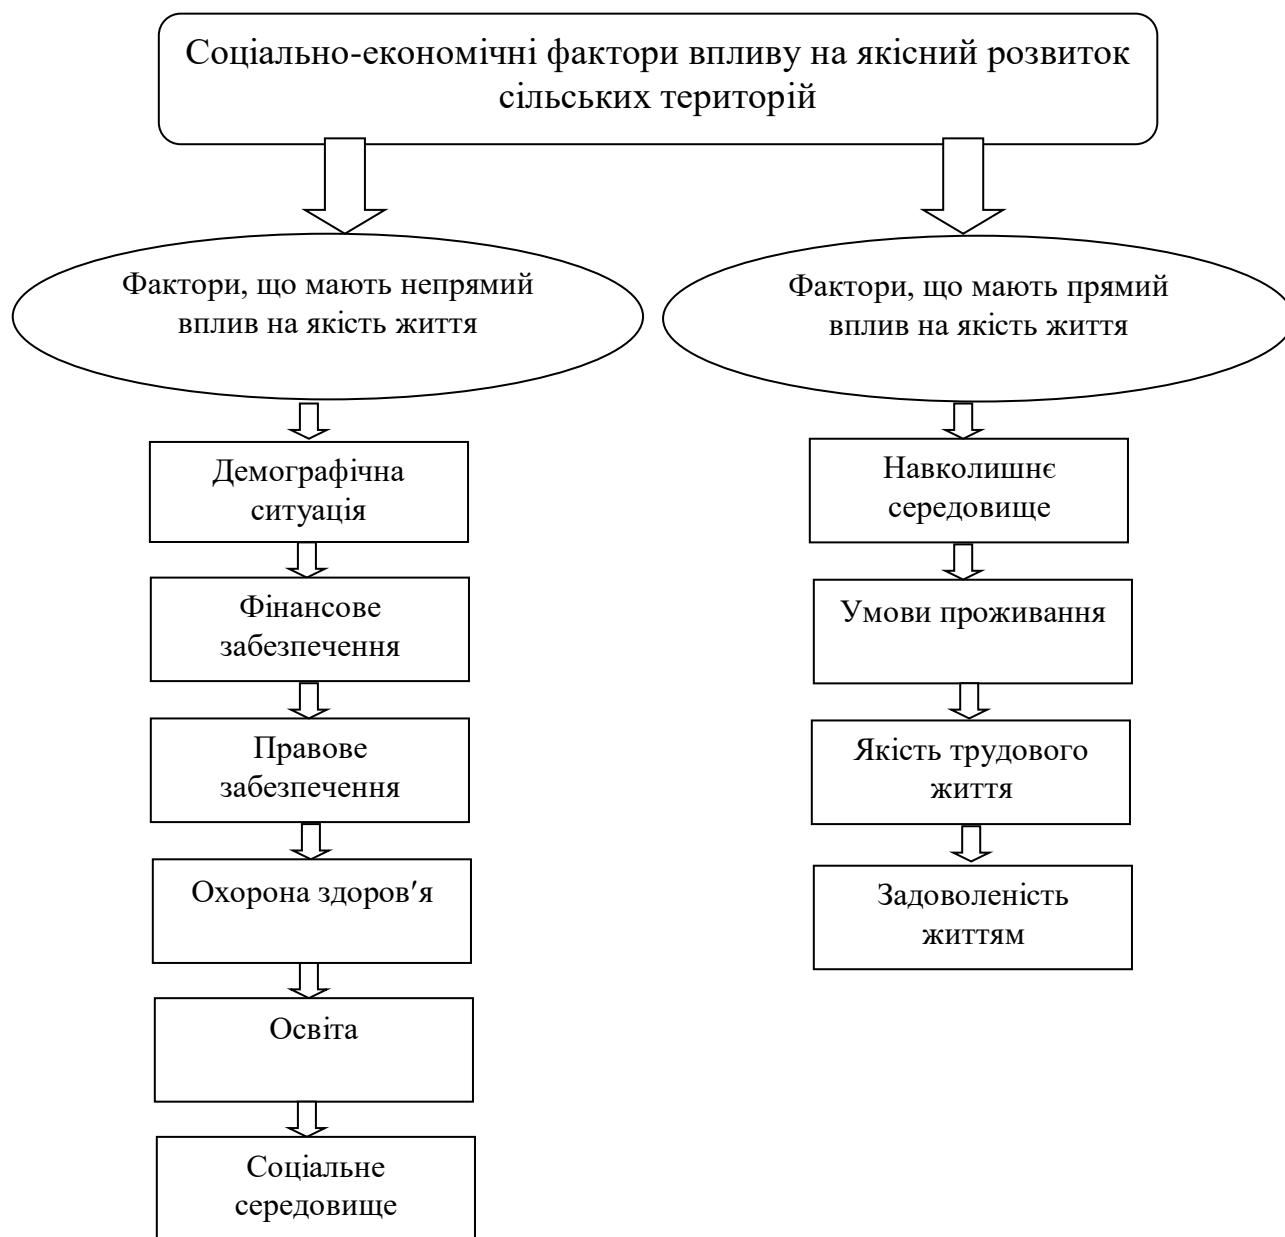 Соціально-економічні фактори впливу на якісний розвиток
сільських територій
Фактори, що мають непрямий
вплив на якість життя
Фактори, що мають прямий
вплив на якість життя
Демографічна
ситуація
Фінансове
забезпечення
Правове
забезпечення
Охорона здоров′я
Освіта
Соціальне
середовище
Навколишнє
середовище
Умови проживання
Якість трудового
життя
Задоволеність
життям